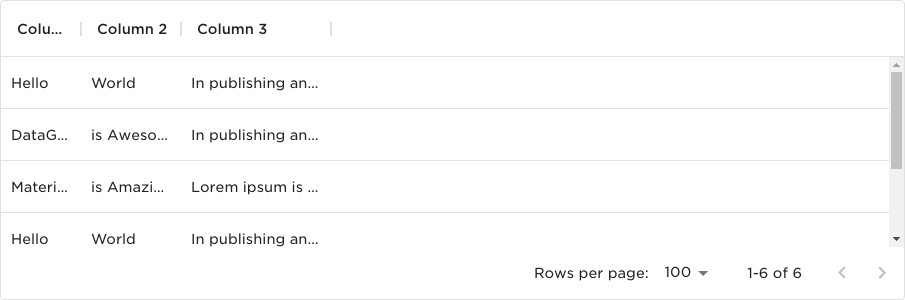 Colu... Column 2 Column 3
Hello World In publishing an...
DataG... is Aweso... In publishing an...
Materi... is Amazi... Lorem ipsum is ...
Hello World In publishing an...
Rows per page: 100 1-6 of 6